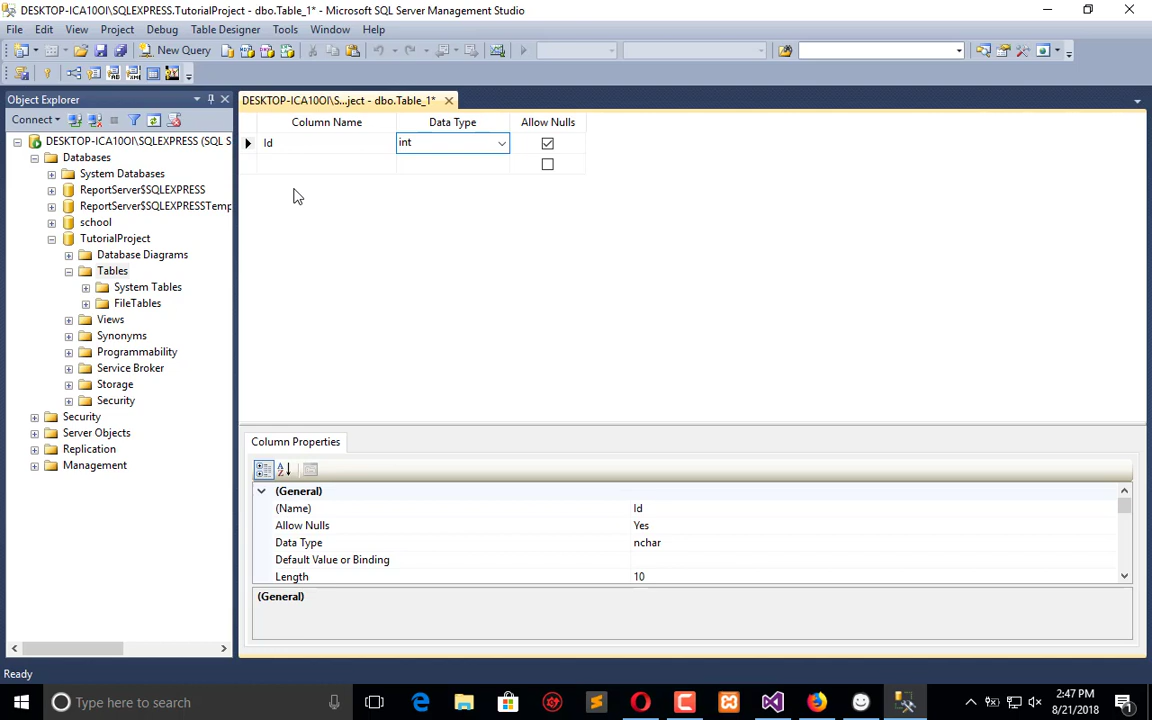 DESKTOP-ICA10OI\SQLEXPRESS.TutorialProject - dbo.Table_1* - Microsoft SQL Server Management Studio
File Edit View Project Debug Table Designer Tools Window Help
New Query
Object Explorer
DESKTOP-ICA10OI\S...ject - dbo.Table_1*
Connect
Column Name Data Type Allow Nulls
DESKTOP-ICA10OI\SQLEXPRESS (SQL S
Id int
Databases
System Databases
ReportServer$SQLEXPRESS
ReportServer$SQLEXPRESSTemp
school
TutorialProject
Database Diagrams
Tables
System Tables
FileTables
Views
Synonyms
Programmability
Service Broker
Storage
Security
Security
Server Objects
Replication
Management
Column Properties
(General)
(Name) Id
Allow Nulls Yes
Data Type nchar
Default Value or Binding
Length 10
(General)
Ready
Type here to search
2:47 PM
8/21/2018
1